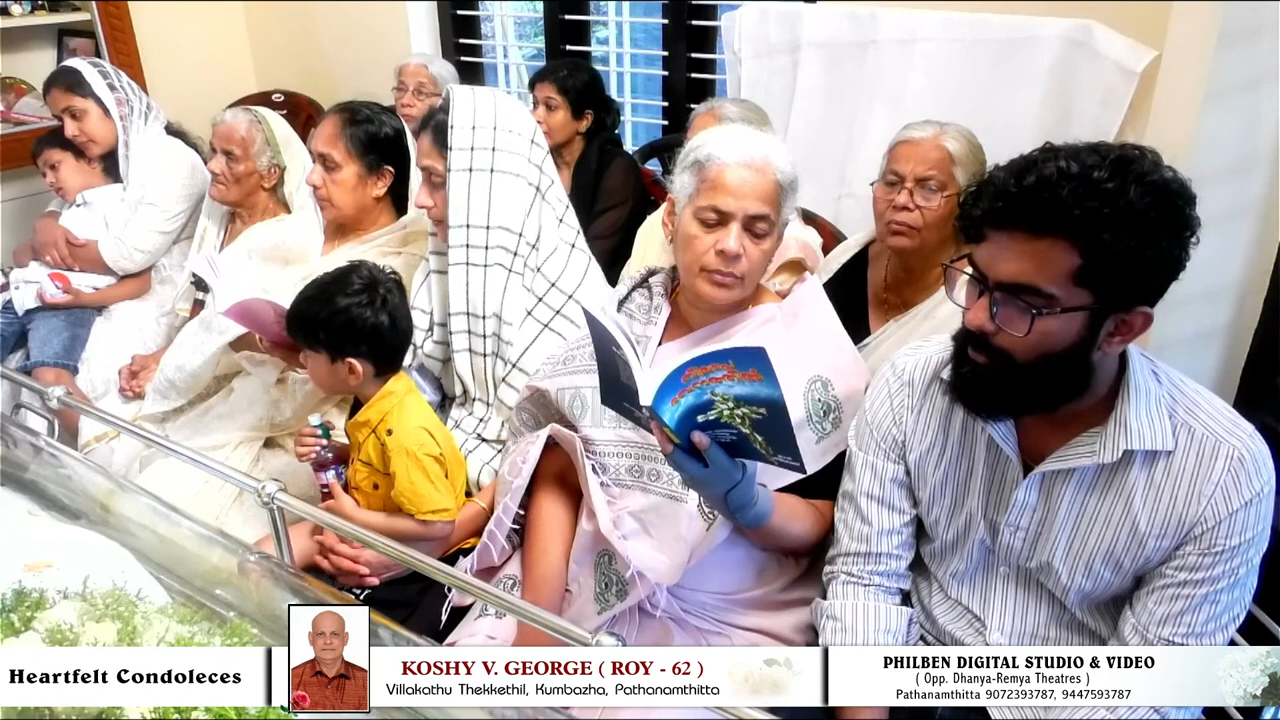 Heartfelt Condoleces
KOSHY V. GEORGE ( ROY - 62 )
Villakathu Thekkethil, Kumbazha, Pathanamthitta
PHILBEN DIGITAL STUDIO & VIDEO
( Opp. Dhanya-Remya Theatres )
Pathanamthitta 9072393787, 9447593787